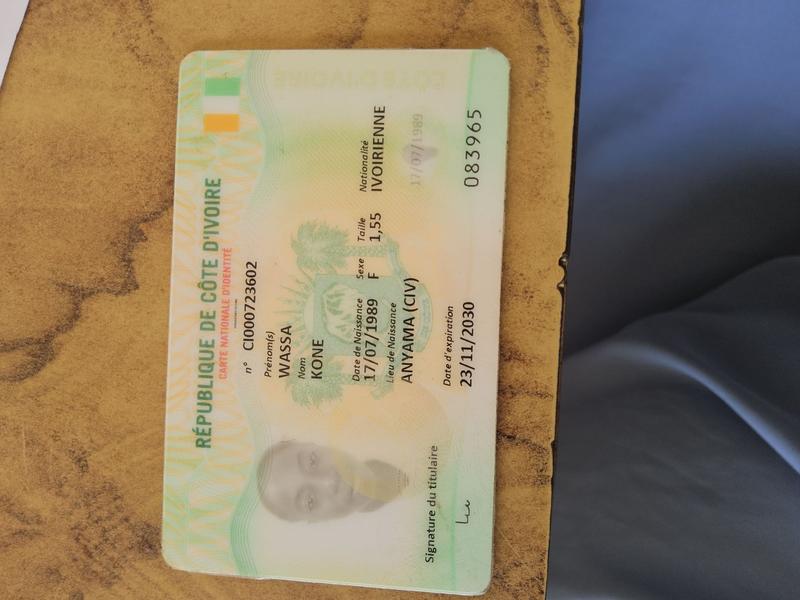 RÉPUBLIQUE DE CÔTE D'IVOIRE
CARTE NATIONALE D'IDENTITÉ
n° CI000723602
Prénom(s)
WASSA
Nom
KONE
Date de Naissance Sexe Taille Nationalité
17/07/1989 F 1,55 IVOIRIENNE
Lieu de Naissance
ANYAMA (CIV)
17/07/1989
Date d'expiration
23/11/2030
083965
Signature du titulaire